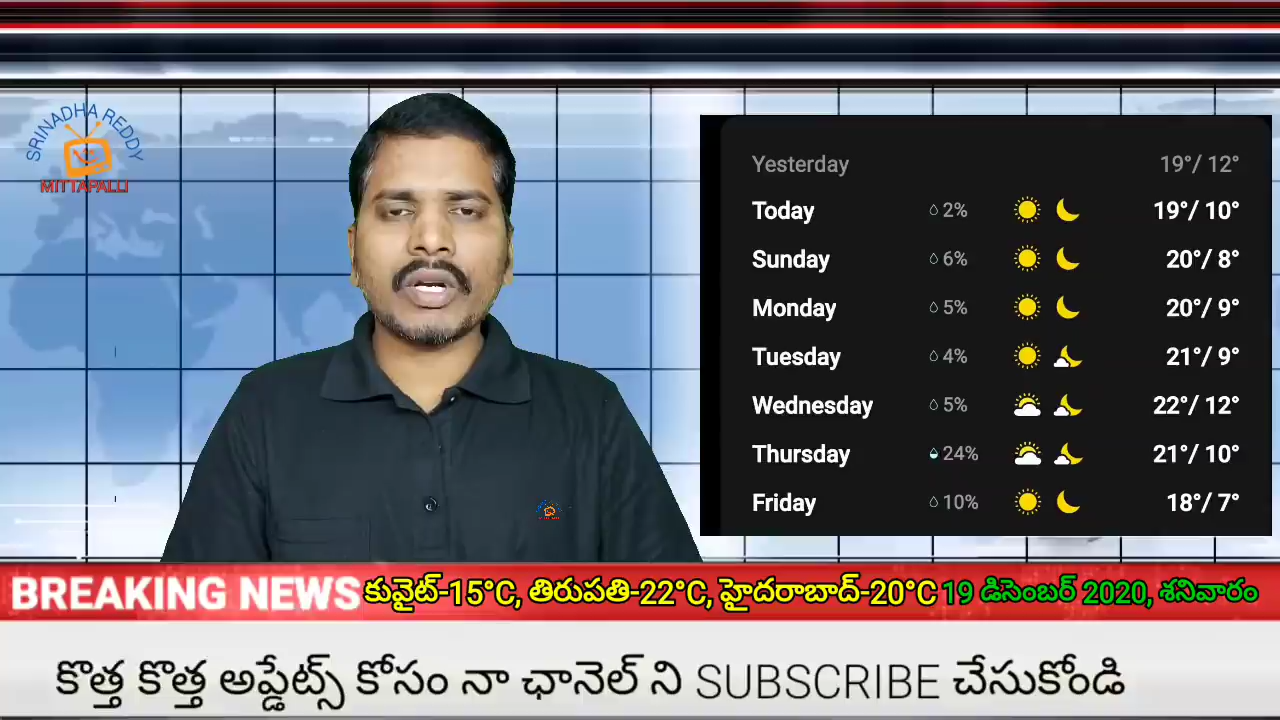 SRINADHA REDDY
MITTAPALLI
Yesterday 19°/ 12°
Today 2% 19°/ 10°
Sunday 6% 20°/ 8°
Monday 5% 20°/ 9°
Tuesday 4% 21°/ 9°
Wednesday 5% 22°/ 12°
Thursday 24% 21°/ 10°
Friday 10% 18°/ 7°
BREAKING NEWS కువైట్-15°C, తిరుపతి-22°C, హైదరాబాద్-20°C 19 డిసెంబర్ 2020, శనివారం
కొత్త కొత్త అప్డేట్స్ కోసం నా ఛానెల్ ని SUBSCRIBE చేసుకోండి